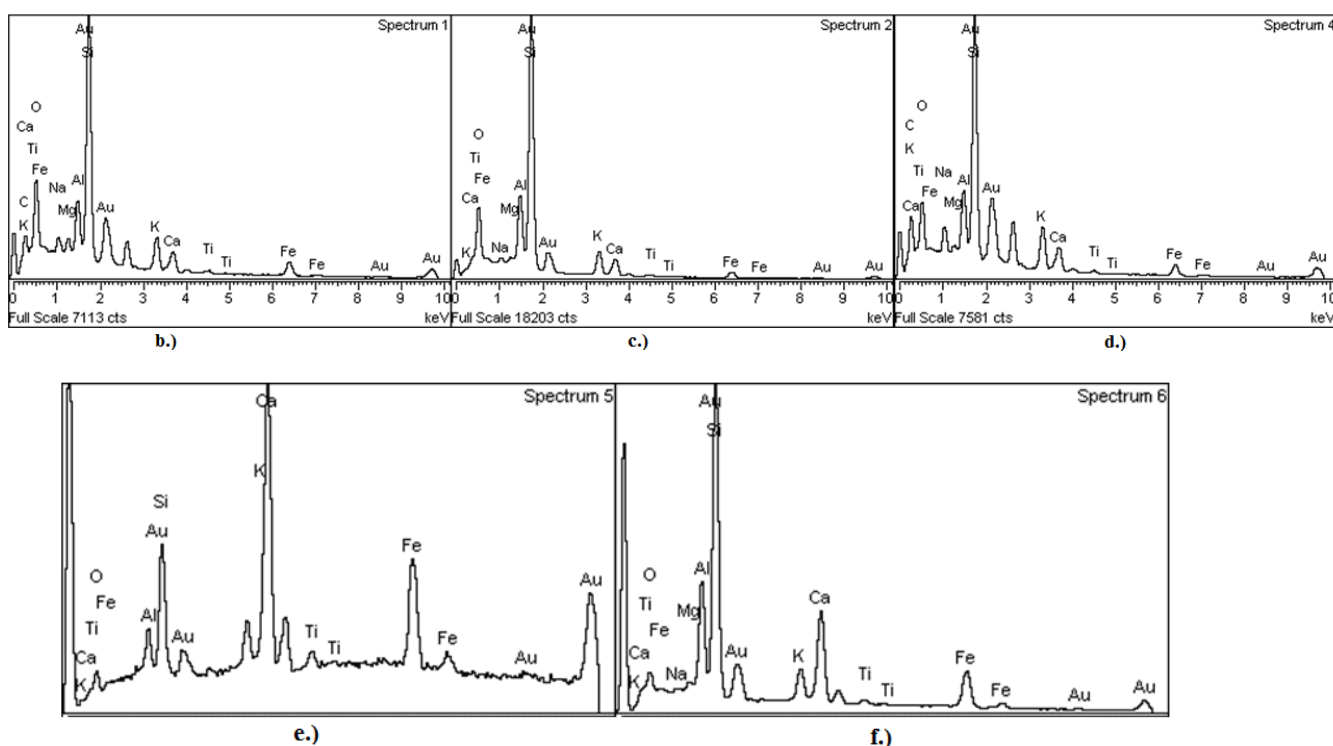 Spectrum 1
Au
Si
O
Ca
Ti
Fe
C
K
Na
Mg
Al
Au
K
Ca
Ti
Ti
Fe
Fe
Au
Au
0 1 2 3 4 5 6 7 8 9 10
Full Scale 7113 cts keV
b.)
Spectrum 2
Au
Si
O
Ti
Fe
Ca
K
Na
Mg
Al
Au
K
Ca
Ti
Ti
Fe
Fe
Au
Au
0 1 2 3 4 5 6 7 8 9 10
Full Scale 18203 cts keV
c.)
Spectrum 4
Au
Si
O
C
K
Ti
Fe
Ca
Na
Mg
Al
Au
K
Ca
Ti
Ti
Fe
Fe
Au
Au
0 1 2 3 4 5 6 7 8 9 10
Full Scale 7581 cts keV
d.)
Spectrum 5
Ca
K
Si
Au
O
Fe
Ti
Ca
K
Al
Au
Ti
Ti
Fe
Fe
Au
Au
e.)
Spectrum 6
Au
Si
O
Ti
Fe
Ca
K
Na
Mg
Al
Au
K
Ca
Ti
Ti
Fe
Fe
Au
Au
f.)